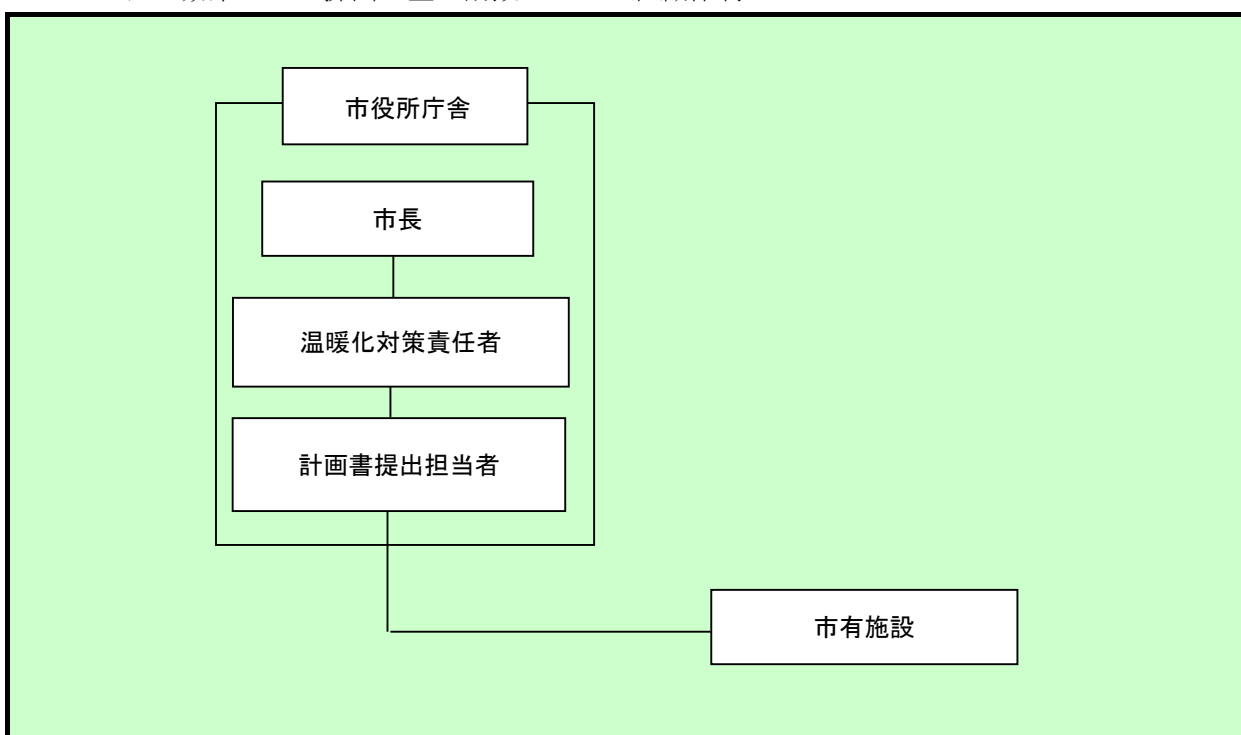 市役所庁舎
市長
温暖化対策責任者
計画書提出担当者
市有施設